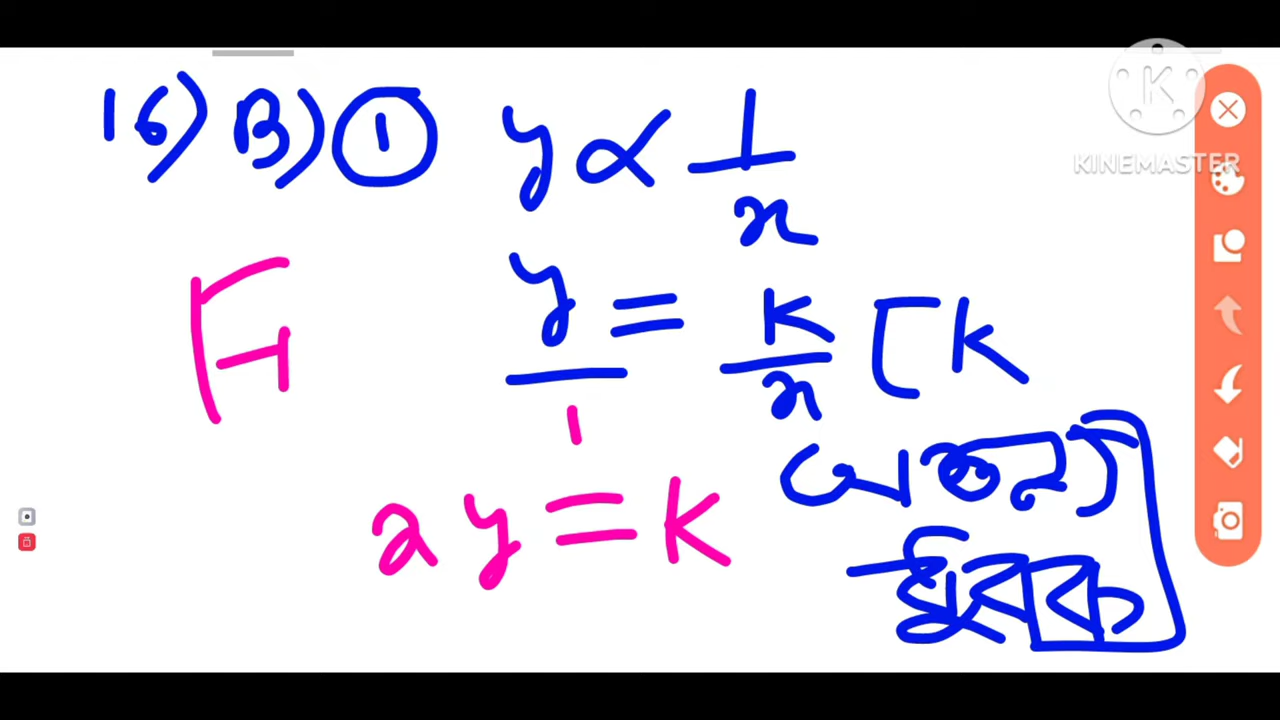 16) B) ① y ∝ 1/x
KINEMASTER
y/1 = k/x [k
ভেদের
ধ্রুবক]
xy = k